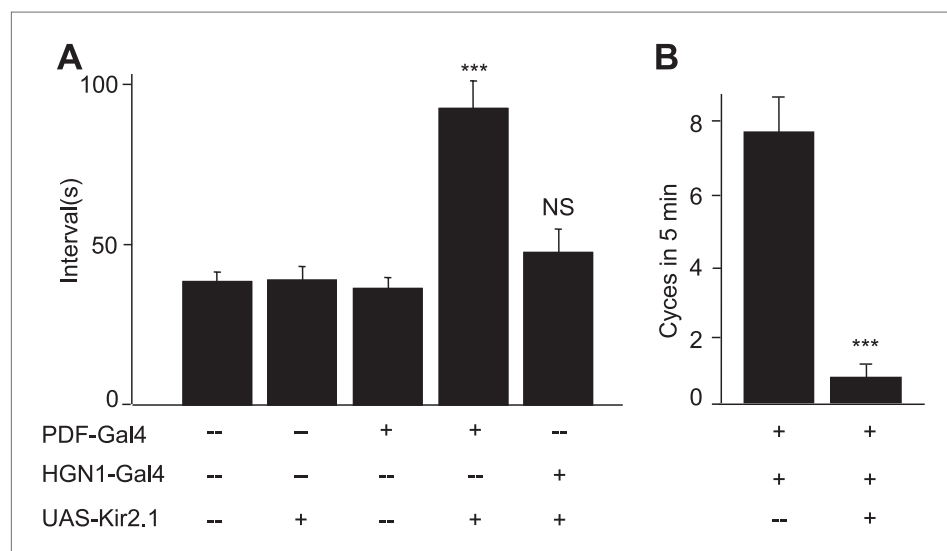 A
B
***
100
8
Interval(s)
Cyces in 5 min
NS
6
50
4
2
***
0
0
PDF-Gal4 -- – + + -- + +
HGN1-Gal4 -- – -- -- + + +
UAS-Kir2.1 -- + -- + + -- +